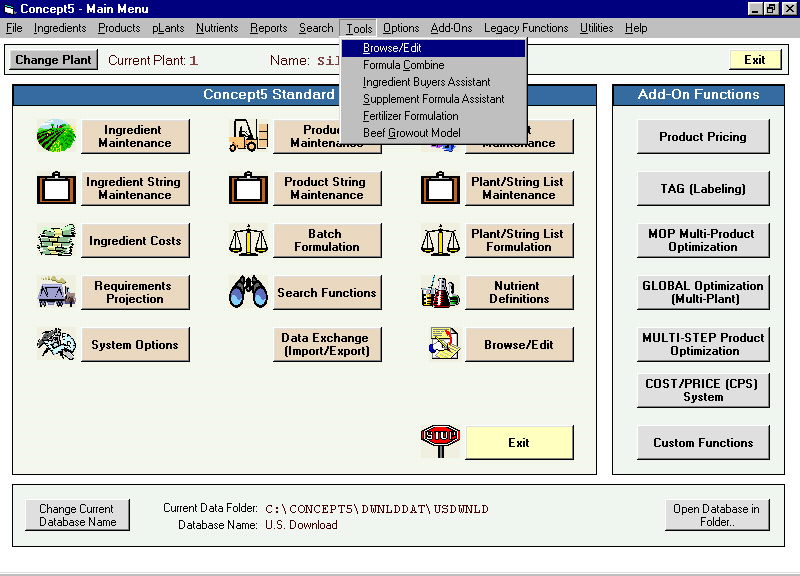 Concept5 - Main Menu
File Ingredients Products pLants Nutrients Reports Search Tools Options Add-Ons Legacy Functions Utilities Help
Change Plant Current Plant: 1 Name: Exit
Browse/Edit
Formula Combine
Ingredient Buyers Assistant
Supplement Formula Assistant
Fertilizer Formulation
Beef Growout Model
Concept5 Standard
Ingredient
Maintenance
Maintenance
Maintenance
Ingredient String
Maintenance
Product String
Maintenance
Plant/String List
Maintenance
Ingredient Costs
Batch
Formulation
Plant/String List
Formulation
Requirements
Projection
Search Functions
Nutrient
Definitions
System Options
Data Exchange
(Import/Export)
Browse/Edit
STOP
Exit
Add-On Functions
Product Pricing
TAG (Labeling)
MOP Multi-Product
Optimization
GLOBAL Optimization
(Multi-Plant)
MULTI-STEP Product
Optimization
COST/PRICE (CPS)
System
Custom Functions
Change Current
Database Name
Current Data Folder: C:\CONCEPT5\DWNLDDAT\USDWNLD
Database Name: U.S. Download
Open Database in
Folder..